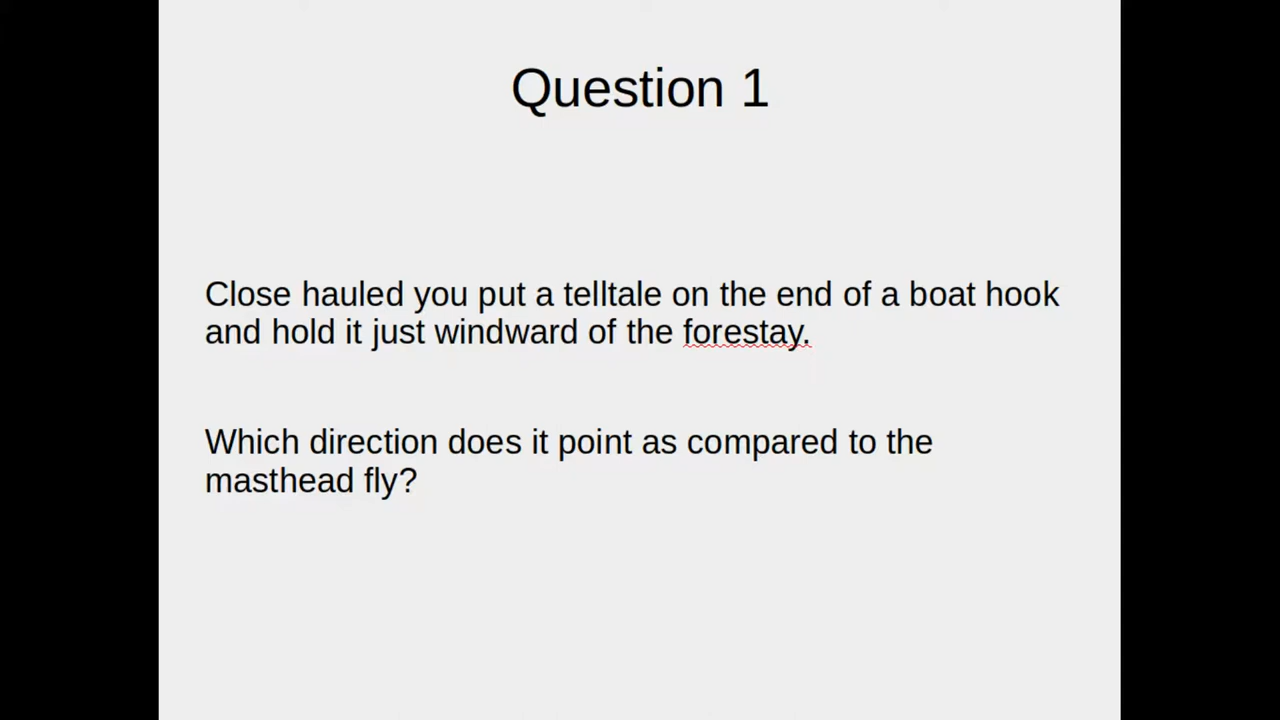 Question 1
Close hauled you put a telltale on the end of a boat hook
and hold it just windward of the forestay.
Which direction does it point as compared to the
masthead fly?